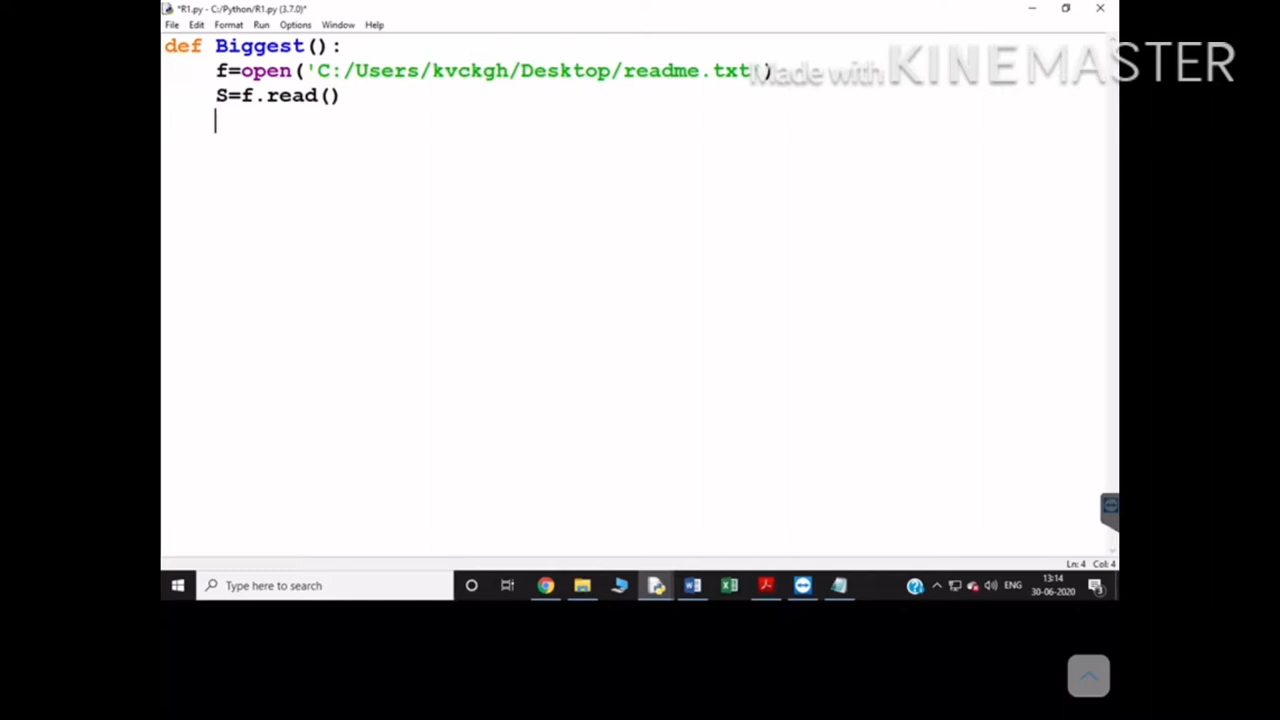 *R1.py - C:/Python/R1.py (3.7.0)*
File Edit Format Run Options Window Help
def Biggest():
f=open('C:/Users/kvckgh/Desktop/readme.txt')
Made with KINEMASTER
S=f.read()
Ln: 4 Col: 4
Type here to search
ENG
13:14
30-06-2020
3